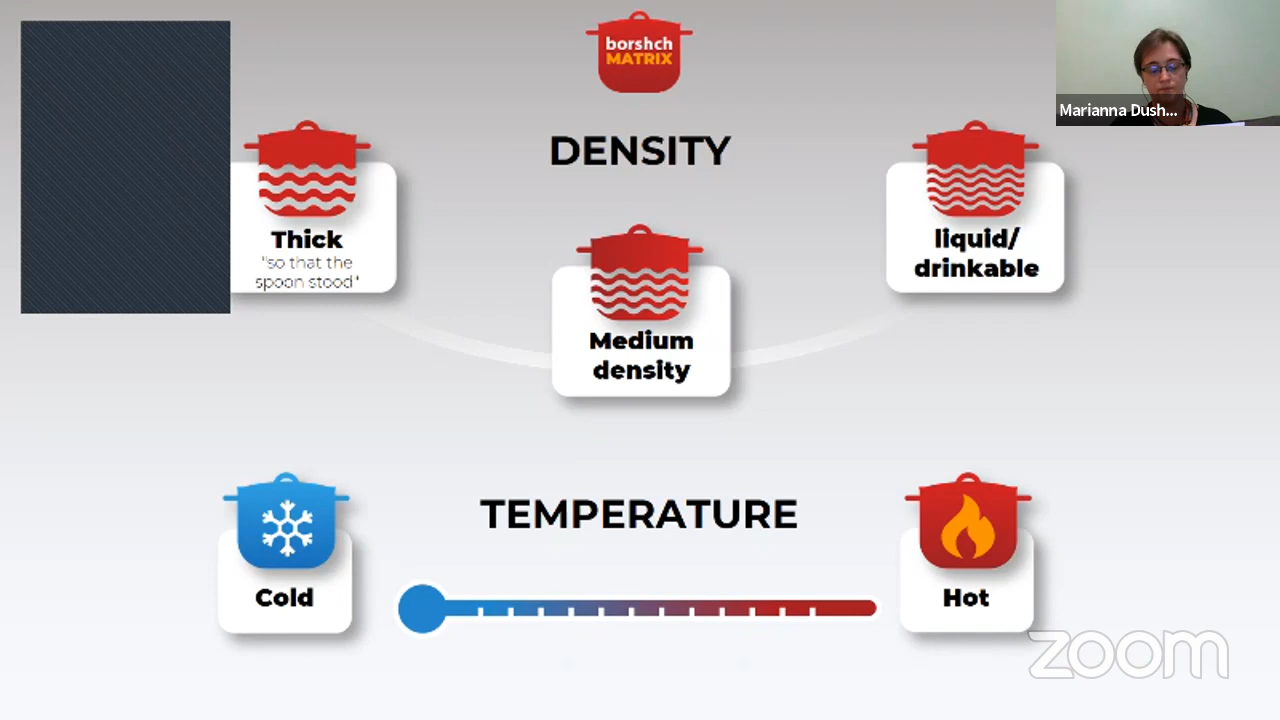 borshch
MATRIX
Marianna Dush...
DENSITY
Thick
"so that the
spoon stood"
liquid/
drinkable
Medium
density
TEMPERATURE
Cold
Hot
zoom